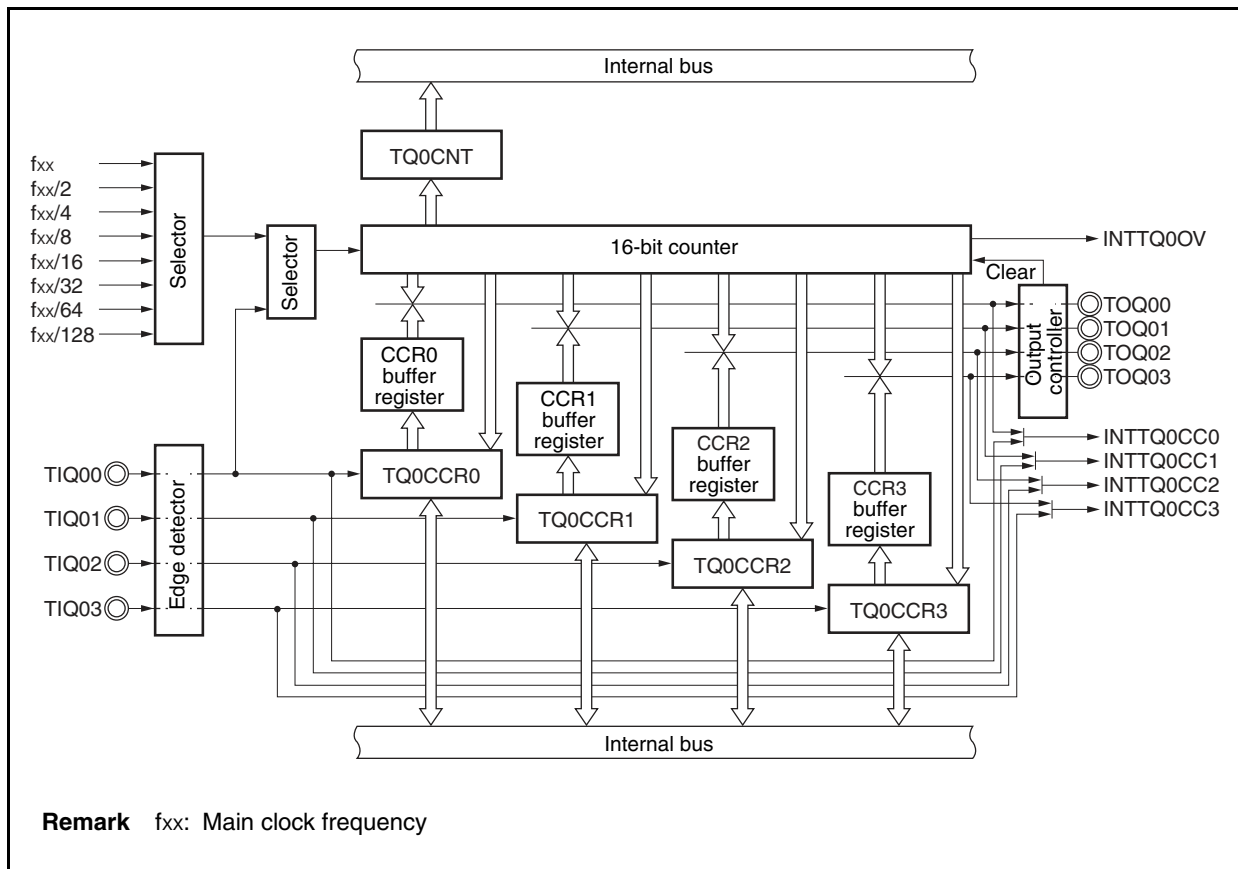 Internal bus
TQ0CNT
fxx
fxx/2
fxx/4
fxx/8
fxx/16
fxx/32
fxx/64
fxx/128
Selector
Selector
16-bit counter
INTTQ0OV
Clear
TOQ00
TOQ01
TOQ02
TOQ03
Output
controller
CCR0
buffer
register
CCR1
buffer
register
CCR2
buffer
register
CCR3
buffer
register
INTTQ0CC0
INTTQ0CC1
INTTQ0CC2
INTTQ0CC3
TIQ00
TIQ01
TIQ02
TIQ03
Edge detector
TQ0CCR0
TQ0CCR1
TQ0CCR2
TQ0CCR3
Internal bus
Remark fxx: Main clock frequency